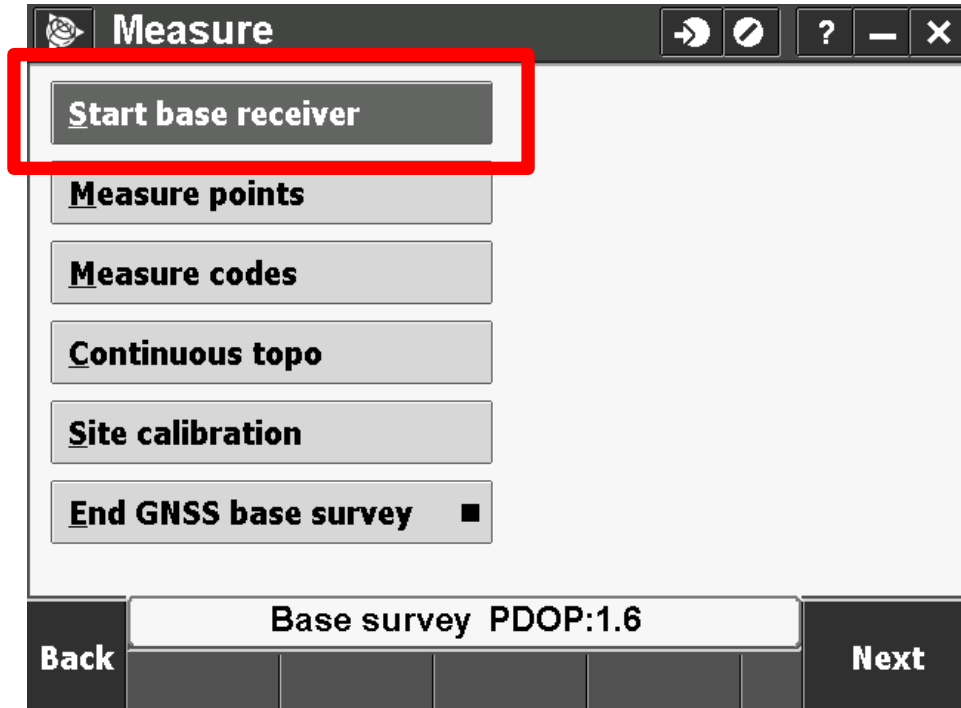 Measure
?
Start base receiver
Measure points
Measure codes
Continuous topo
Site calibration
End GNSS base survey
Base survey PDOP:1.6
Back
Next